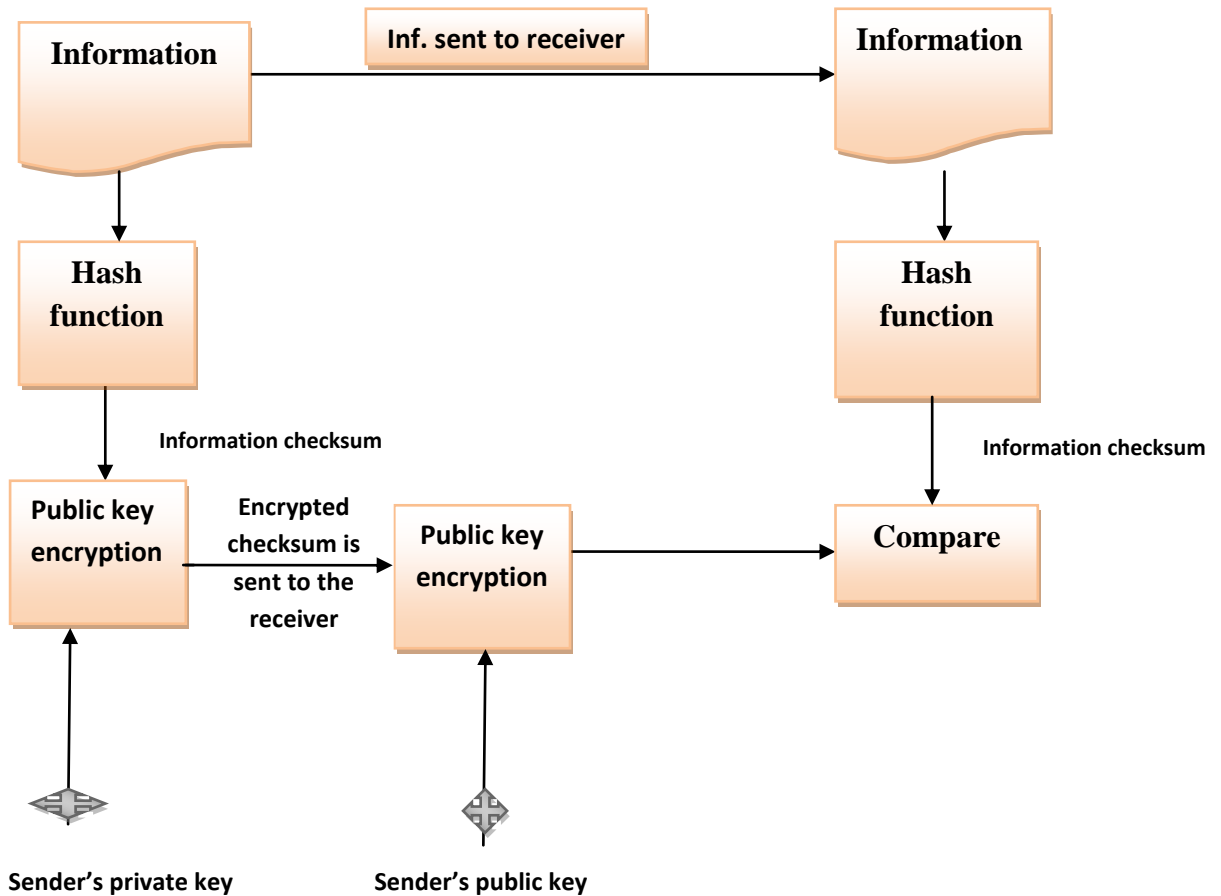 Information
Inf. sent to receiver
Information
Hash
function
Hash
function
Information checksum
Information checksum
Public key
encryption
Encrypted
checksum is
sent to the
receiver
Public key
encryption
Compare
Sender’s private key
Sender’s public key